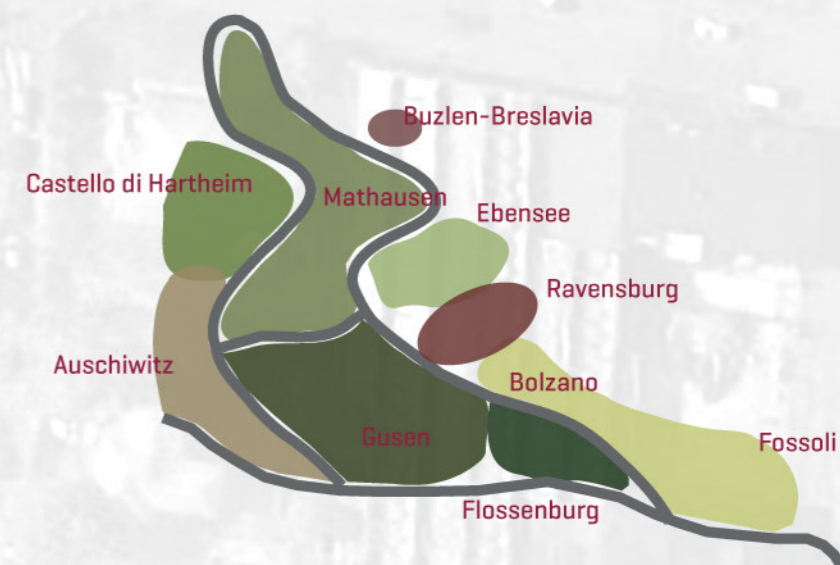 Buzlen-Breslavia
Castello di Hartheim
Mathausen
Ebensee
Ravensburg
Auschiwitz
Bolzano
Gusen
Fossoli
Flossenburg